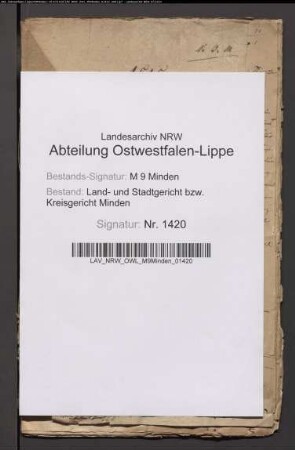 Landesarchiv NRW
Abteilung Ostwestfalen-Lippe
Bestands-Signatur: M 9 Minden
Bestand: Land- und Stadtgericht bzw.
Kreisgericht Minden
Signatur: Nr. 1420
LAV_NRW_OWL_M9Minden_01420